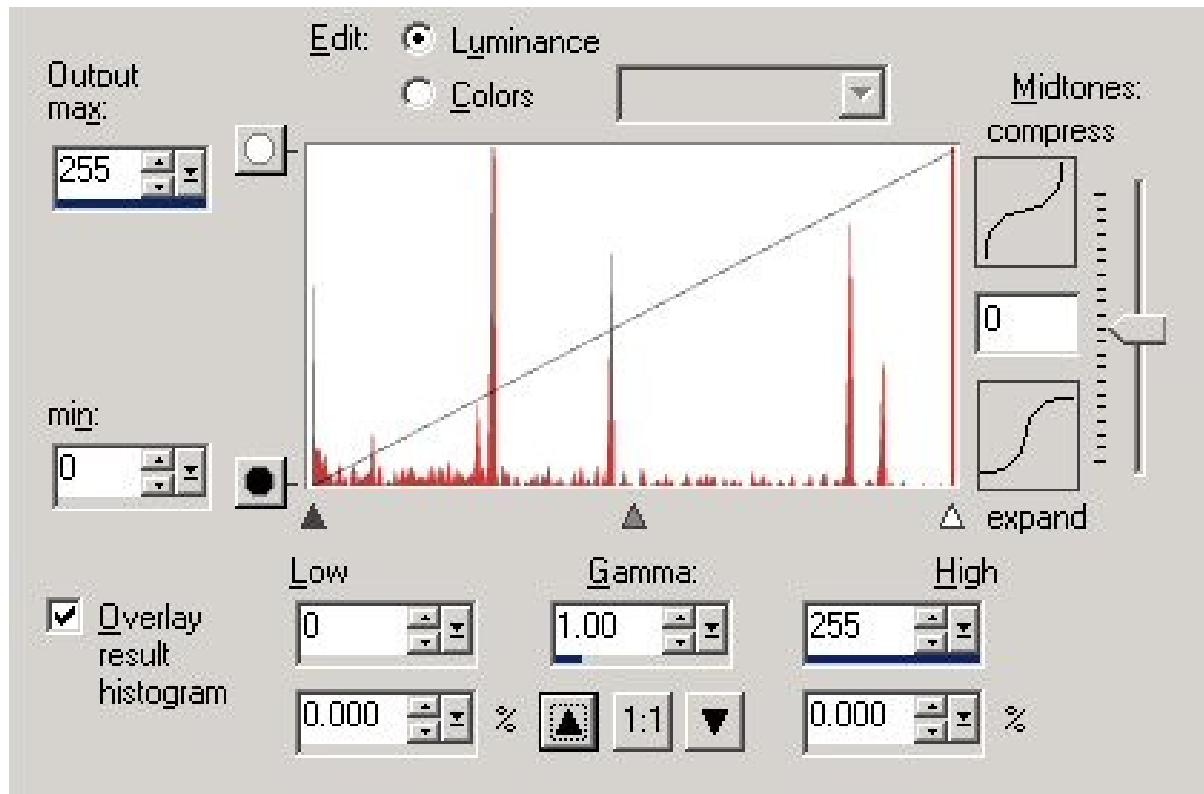 Edit: Luminance
Colors
Output
max:
255
Midtones:
compress
0
min:
0
expand
Low
Gamma:
High
Overlay
result
histogram
0
1.00
255
0.000 %
1:1
0.000 %